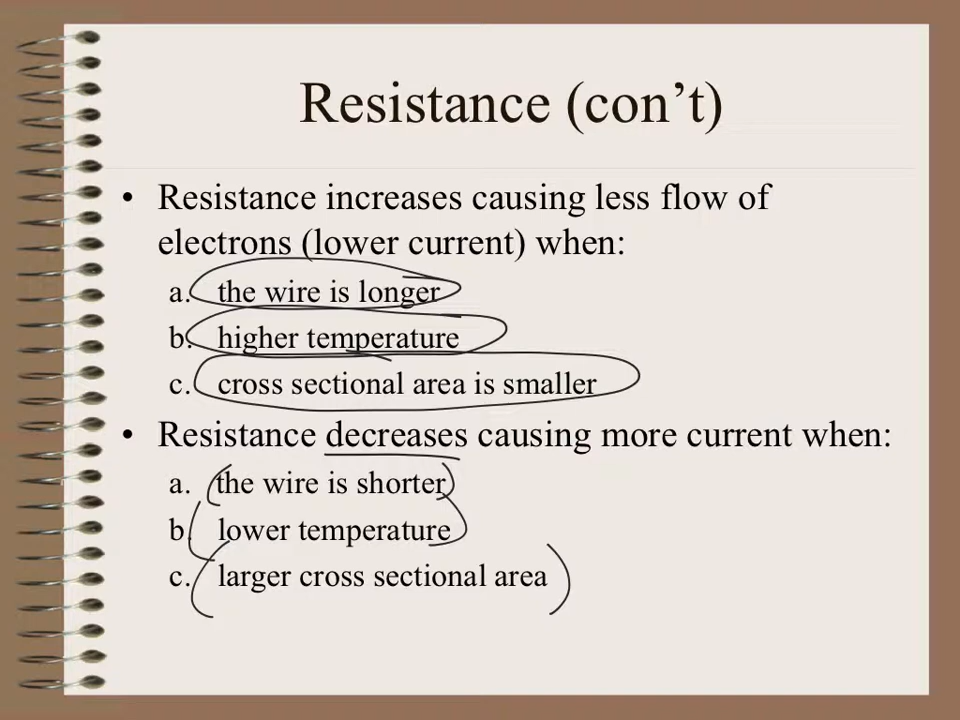 Resistance (con’t)
• Resistance increases causing less flow of
electrons (lower current) when:
a. the wire is longer
b. higher temperature
c. cross sectional area is smaller
• Resistance decreases causing more current when:
a. the wire is shorter
b. lower temperature
c. larger cross sectional area